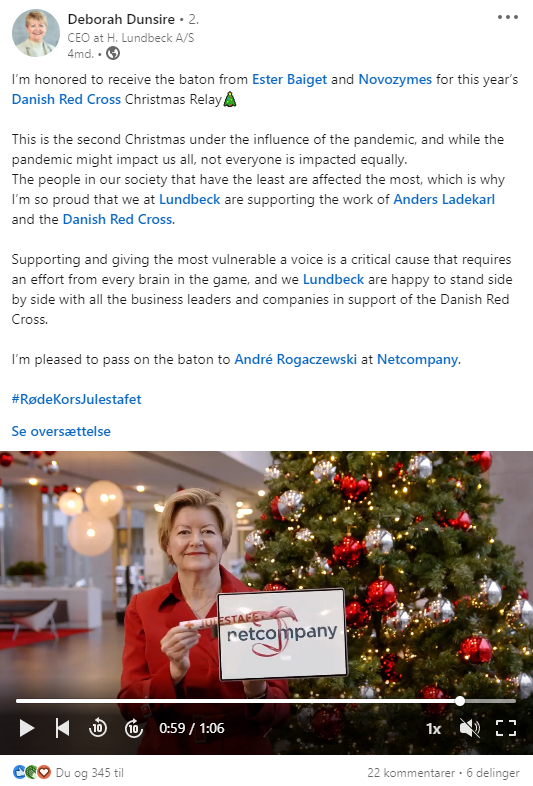 Deborah Dunsire • 2.
CEO at H. Lundbeck A/S
4md. •
I'm honored to receive the baton from Ester Baiget and Novozymes for this year's
Danish Red Cross Christmas Relay🎄
This is the second Christmas under the influence of the pandemic, and while the
pandemic might impact us all, not everyone is impacted equally.
The people in our society that have the least are affected the most, which is why
I'm so proud that we at Lundbeck are supporting the work of Anders Ladekarl
and the Danish Red Cross.
Supporting and giving the most vulnerable a voice is a critical cause that requires
an effort from every brain in the game, and we Lundbeck are happy to stand side
by side with all the business leaders and companies in support of the Danish Red
Cross.
I'm pleased to pass on the baton to André Rogaczewski at Netcompany.
#RødeKorsJulestafet
Se oversættelse
JULESTAFET
netcompany
10 10 0:59 / 1:06 1x
Du og 345 til 22 kommentarer • 6 delinger